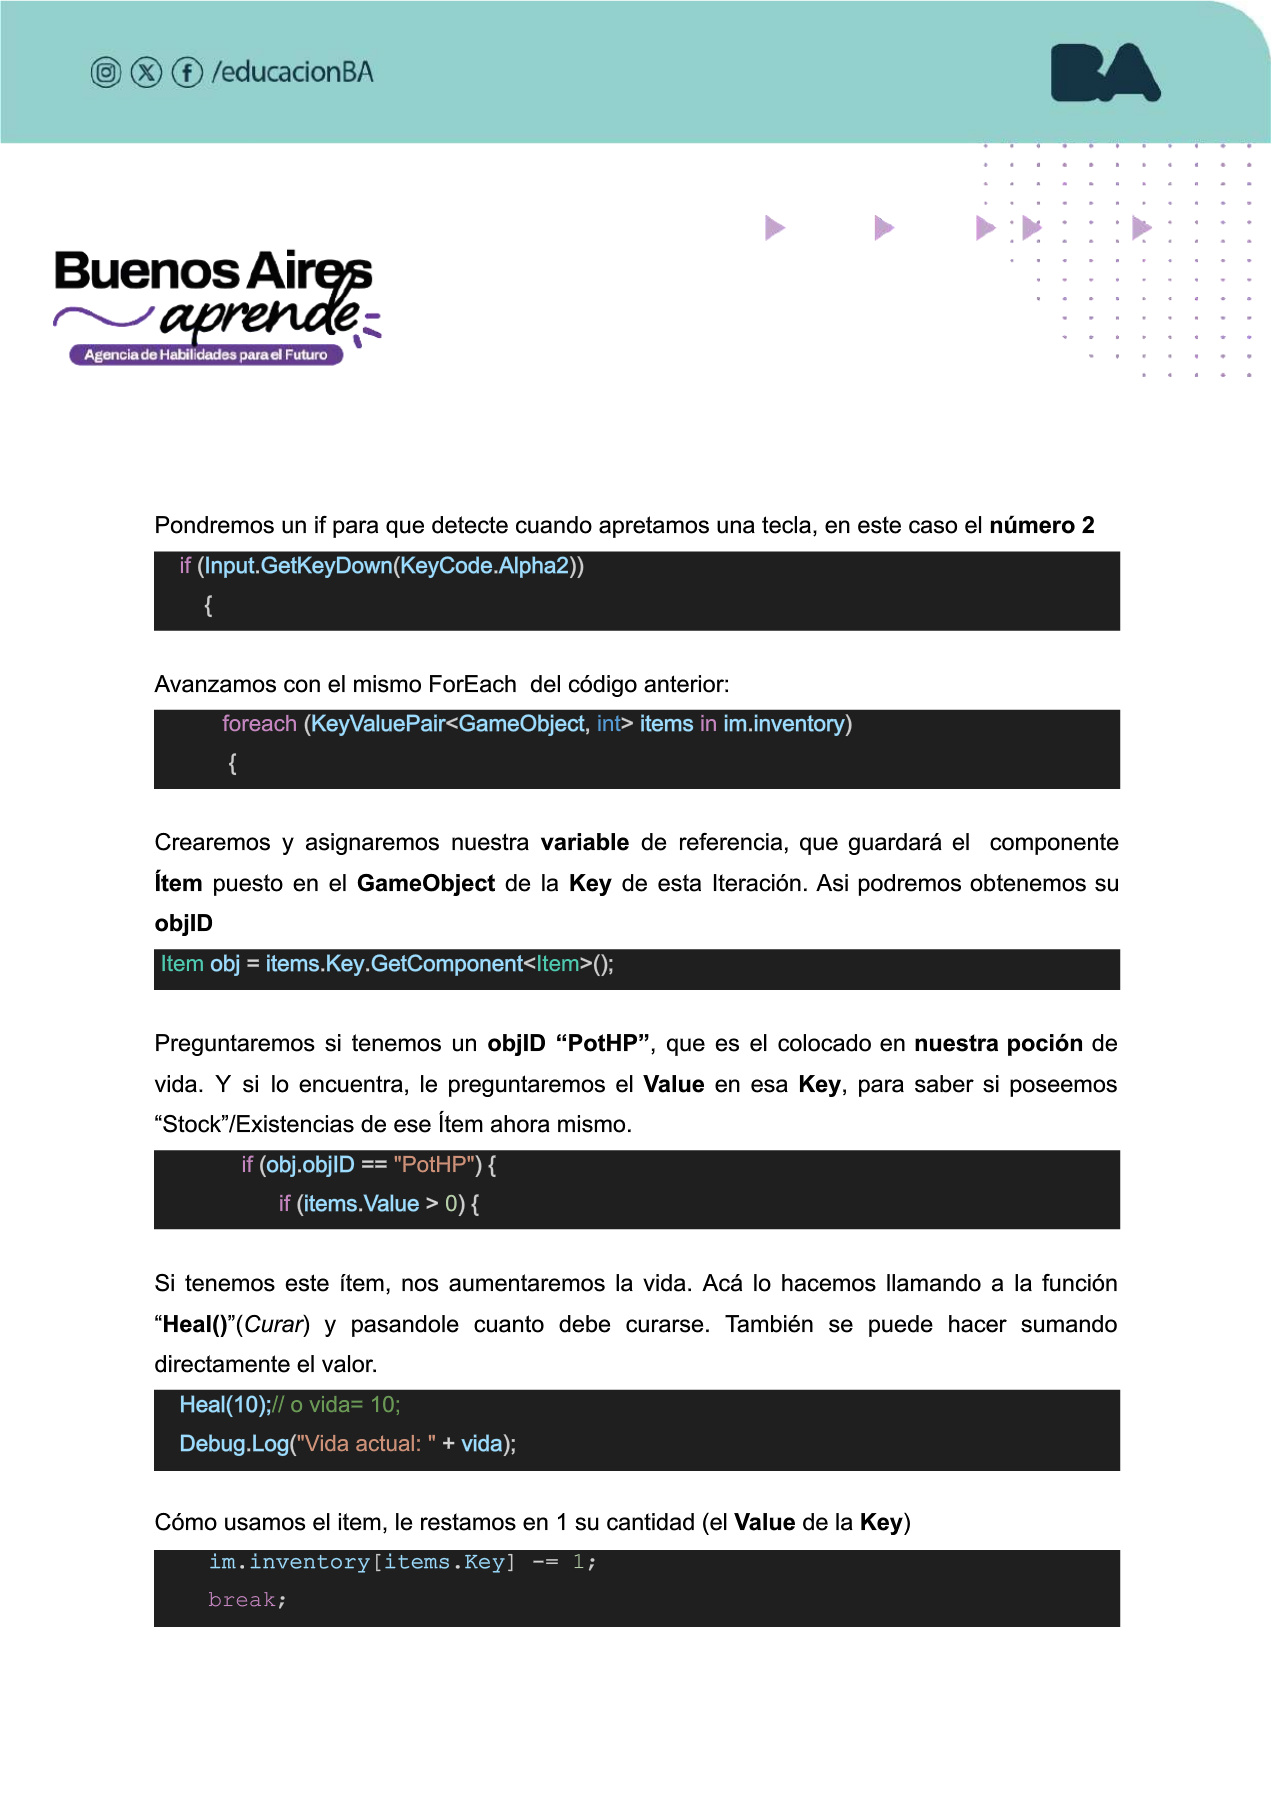 /educacionBA
BA
Buenos Aires
aprende
Agencia de Habilidades para el Futuro
Pondremos un if para que detecte cuando apretamos una tecla, en este caso el número 2
if (Input.GetKeyDown(KeyCode.Alpha2))
{
Avanzamos con el mismo ForEach  del código anterior:
foreach (KeyValuePair<GameObject, int> items in im.inventory)
{
Crearemos y asignaremos nuestra variable de referencia, que guardará el  componente
Ítem puesto en el GameObject de la Key de esta Iteración. Asi podremos obtenemos su
objID
Item obj = items.Key.GetComponent<Item>();
Preguntaremos si tenemos un objID “PotHP”, que es el colocado en nuestra poción de
vida. Y si lo encuentra, le preguntaremos el Value en esa Key, para saber si poseemos
“Stock”/Existencias de ese Ítem ahora mismo.
if (obj.objID == "PotHP") {
if (items.Value > 0) {
Si tenemos este ítem, nos aumentaremos la vida. Acá lo hacemos llamando a la función
“Heal()”(Curar) y pasandole cuanto debe curarse. También se puede hacer sumando
directamente el valor.
Heal(10);// o vida= 10;
Debug.Log("Vida actual: " + vida);
Cómo usamos el item, le restamos en 1 su cantidad (el Value de la Key)
im.inventory[items.Key] -= 1;
break;